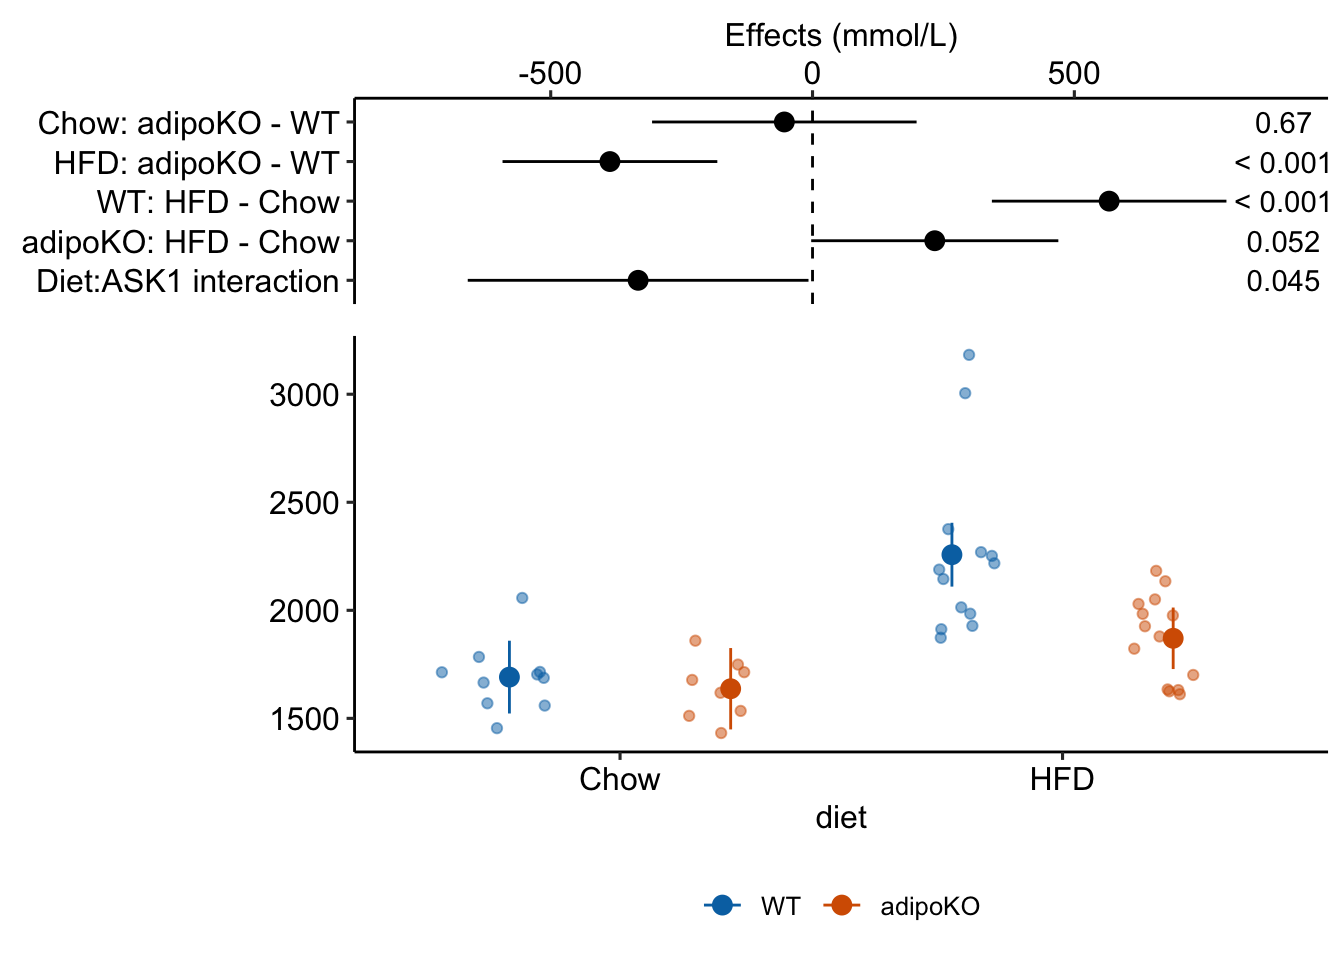 Effects (mmol/L)
-500 0 500
Chow: adipoKO - WT 0.67
HFD: adipoKO - WT < 0.001
WT: HFD - Chow < 0.001
adipoKO: HFD - Chow 0.052
Diet:ASK1 interaction 0.045
3000
2500
2000
1500
Chow HFD
diet
WT adipoKO